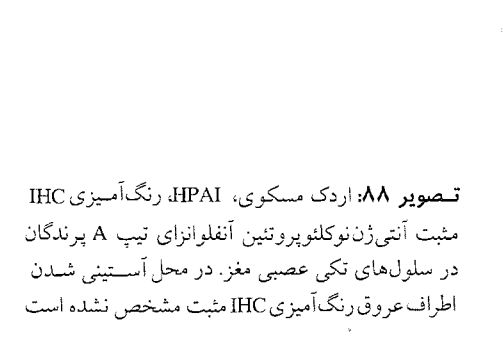 تـصویر ۸۸: اردک مسکوی، HPAI، رنگ‌آمیزی IHC
مثبت آنتی‌ژن نوکلئوپروتئین آنفلوانزای تیپ A پرندگان
در سلول‌های تکی عصبی مغز. در محل آستینی شدن
اطراف عروق رنگ‌آمیزی IHC مثبت مشخص نشده است